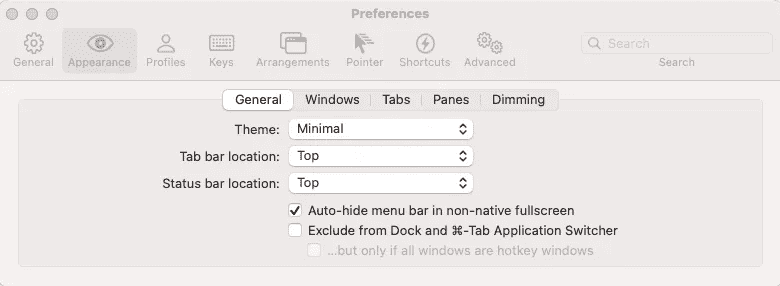 Preferences
General Appearance Profiles Keys Arrangements Pointer Shortcuts Advanced Search
Search
General Windows Tabs Panes Dimming
Theme: Minimal
Tab bar location: Top
Status bar location: Top
Auto-hide menu bar in non-native fullscreen
Exclude from Dock and ⌘-Tab Application Switcher
...but only if all windows are hotkey windows